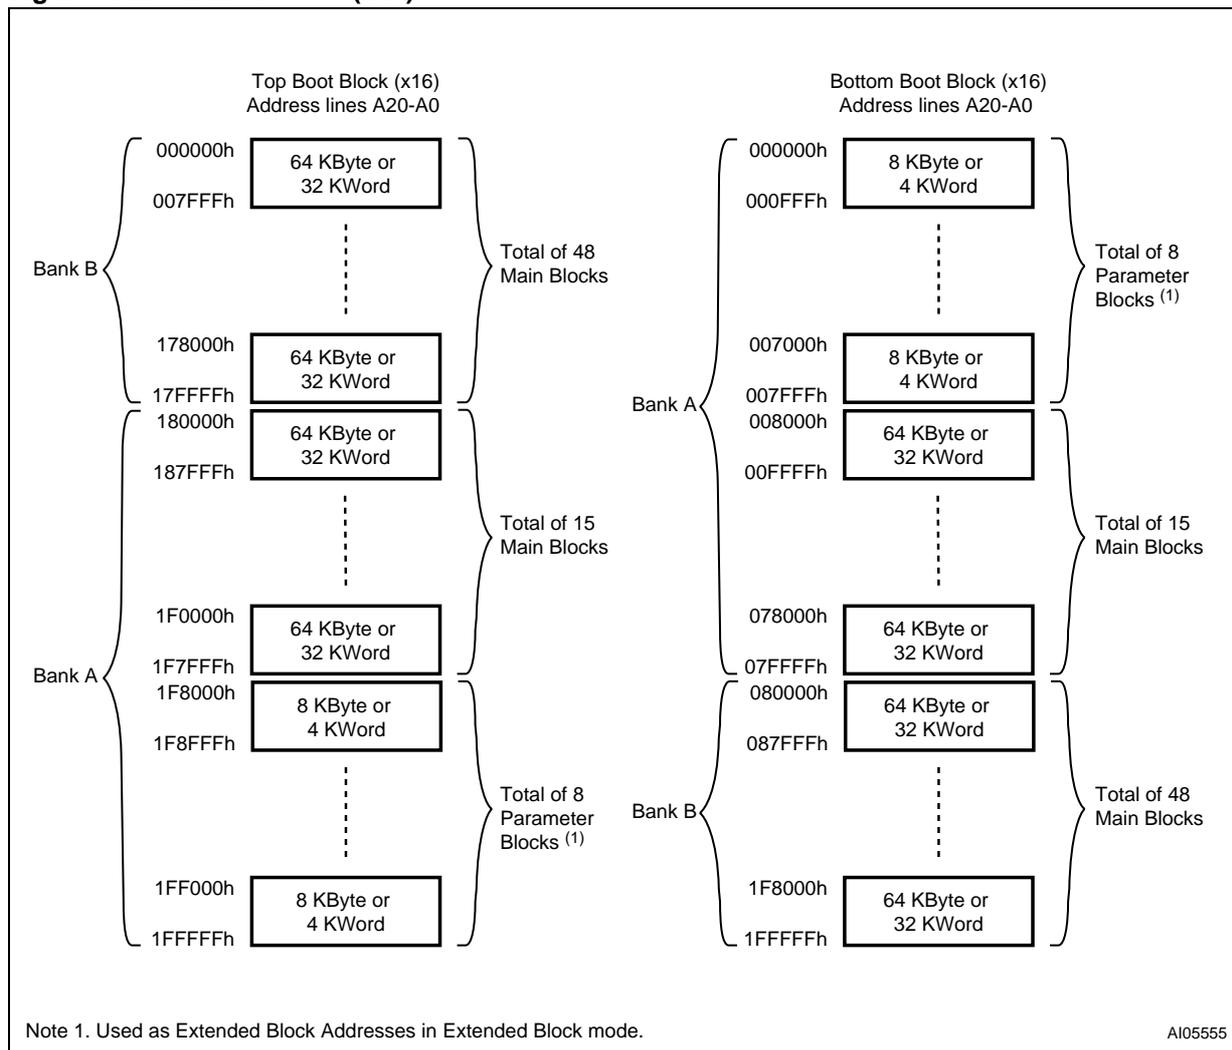 Top Boot Block (x16)
Address lines A20-A0
000000h
64 KByte or
32 KWord
007FFFh
Bank B
Total of 48
Main Blocks
178000h
64 KByte or
32 KWord
17FFFFh
180000h
64 KByte or
32 KWord
187FFFh
Total of 15
Main Blocks
1F0000h
64 KByte or
32 KWord
1F7FFFh
Bank A
1F8000h
8 KByte or
4 KWord
1F8FFFh
Total of 8
Parameter
Blocks (1)
1FF000h
8 KByte or
4 KWord
1FFFFFh
Bottom Boot Block (x16)
Address lines A20-A0
000000h
8 KByte or
4 KWord
000FFFh
Total of 8
Parameter
Blocks (1)
007000h
8 KByte or
4 KWord
007FFFh
Bank A
008000h
64 KByte or
32 KWord
00FFFFh
Total of 15
Main Blocks
078000h
64 KByte or
32 KWord
07FFFFh
080000h
64 KByte or
32 KWord
087FFFh
Bank B
Total of 48
Main Blocks
1F8000h
64 KByte or
32 KWord
1FFFFFh
Note 1. Used as Extended Block Addresses in Extended Block mode.
AI05555